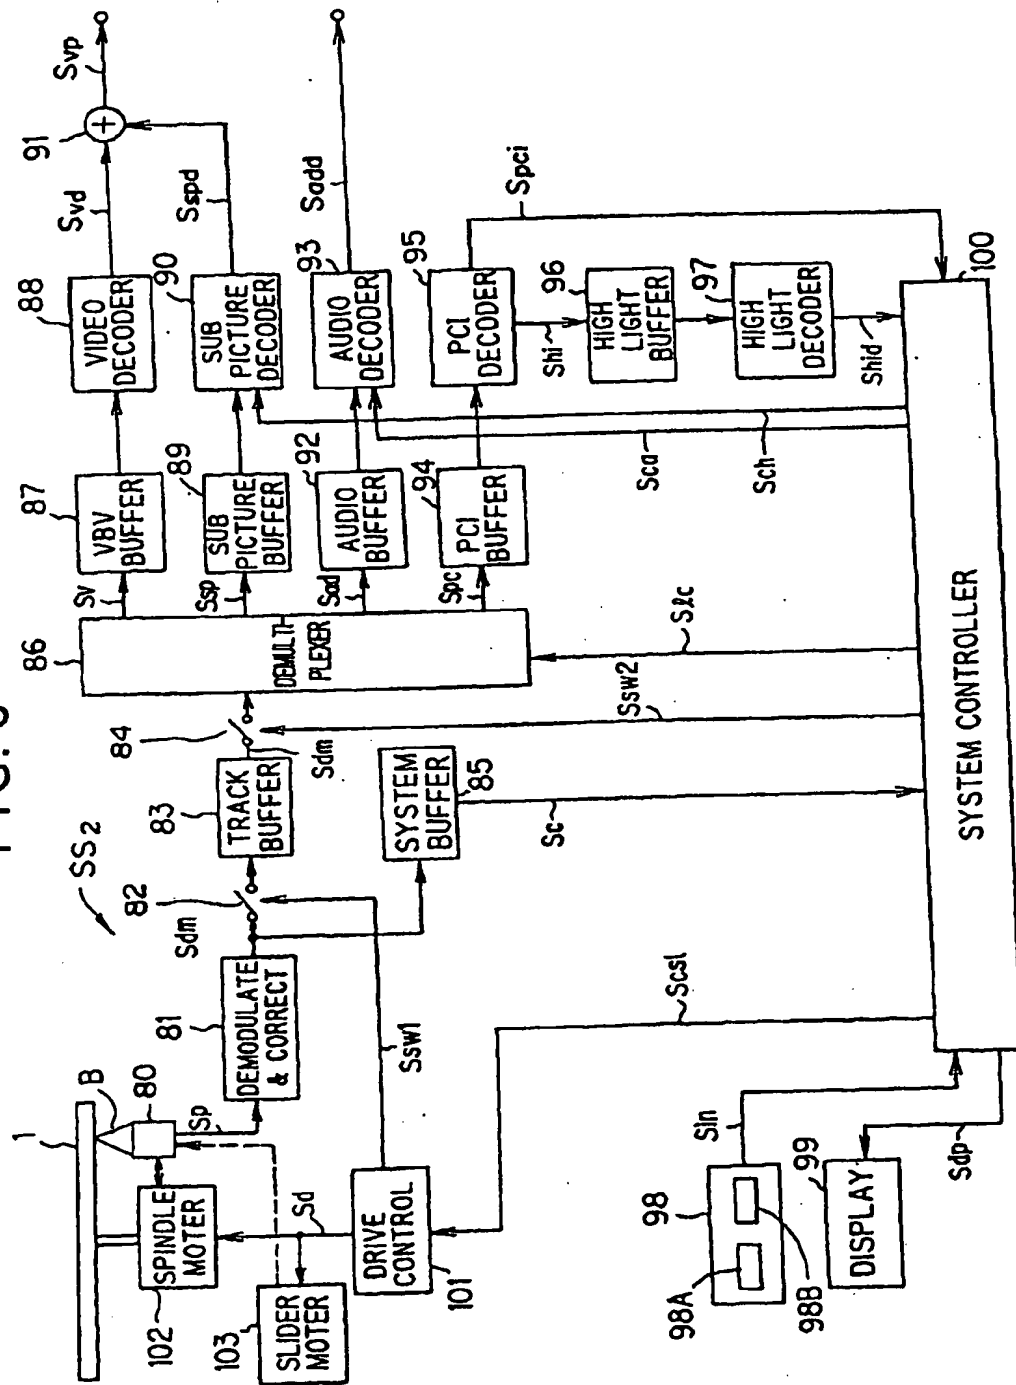 SS2
1
B
80
SPINDLE
MOTER
102
SLIDER
MOTER
103
Sd
DRIVE
CONTROL
101
Sp
DEMODULATE
& CORRECT
81
Sdm
82
Ssw1
TRACK
BUFFER
83
84
Sdm
SYSTEM
BUFFER
85
Sc
Ssw2
Slc
DEMULTI-
PLEXER
86
Sv
Ssp
Sad
Spc
VBV
BUFFER
87
SUB
PICTURE
BUFFER
89
AUDIO
BUFFER
92
PCI
BUFFER
94
VIDEO
DECODER
88
SUB
PICTURE
DECODER
90
AUDIO
DECODER
93
PCI
DECODER
95
Svd
Sspd
91
+
Svp
Sadd
Spci
Shi
HIGH
LIGHT
BUFFER
96
HIGH
LIGHT
DECODER
97
Shid
Sca
Sch
100
SYSTEM CONTROLLER
Scsl
Sin
98
98A
98B
99
DISPLAY
Sdp